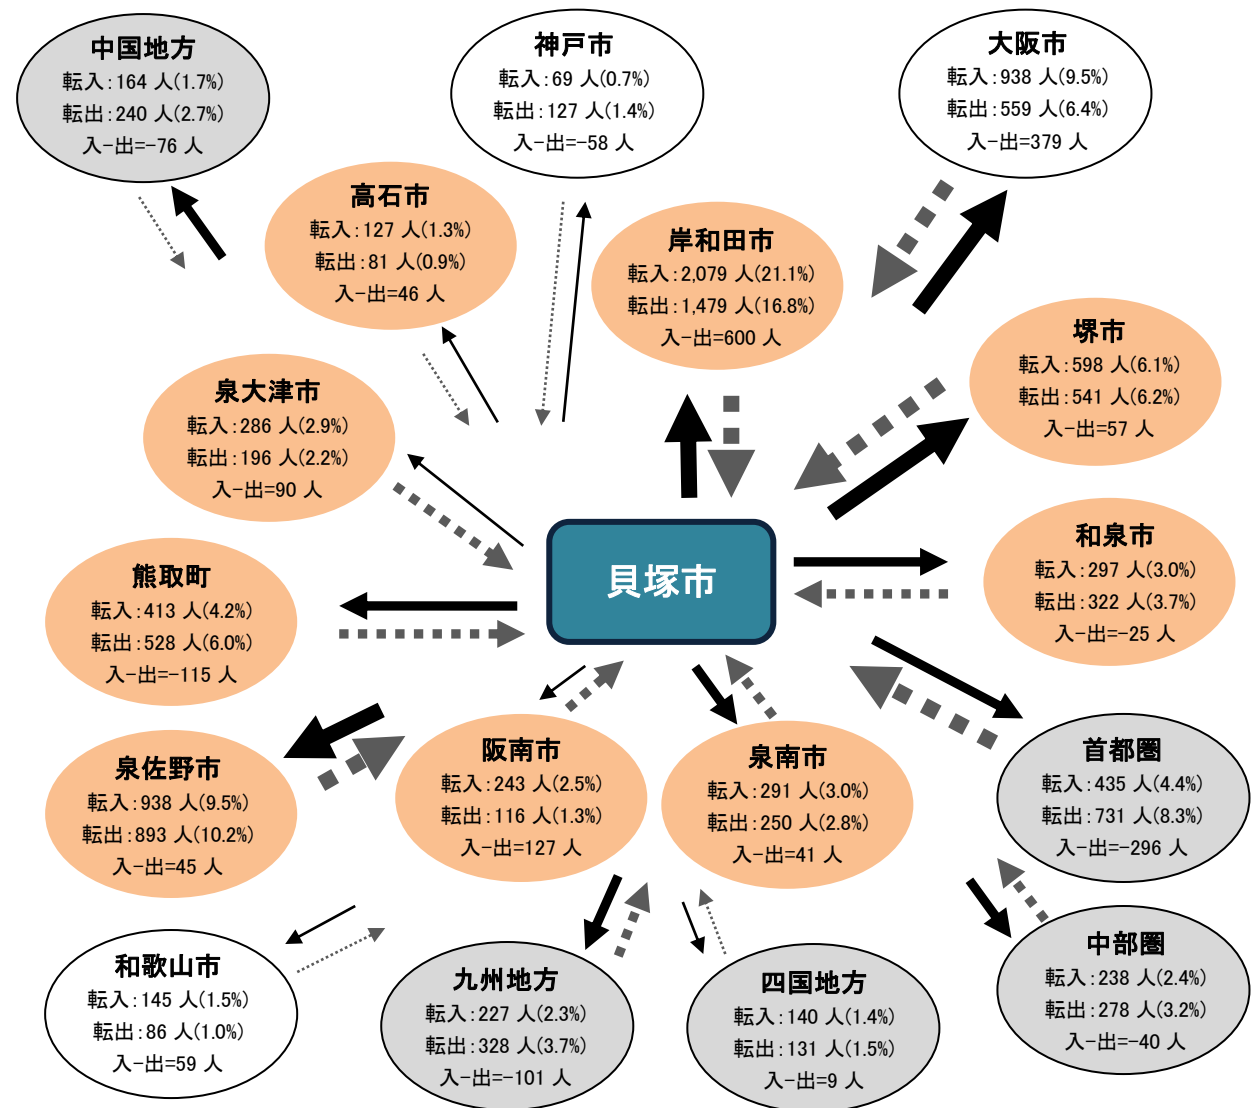 中国地方
転入:164 人(1.7%)
転出:240 人(2.7%)
入-出=-76 人
神戸市
転入:69 人(0.7%)
転出:127 人(1.4%)
入-出=-58 人
大阪市
転入:938 人(9.5%)
転出:559 人(6.4%)
入-出=379 人
高石市
転入:127 人(1.3%)
転出:81 人(0.9%)
入-出=46 人
岸和田市
転入:2,079 人(21.1%)
転出:1,479 人(16.8%)
入-出=600 人
堺市
転入:598 人(6.1%)
転出:541 人(6.2%)
入-出=57 人
泉大津市
転入:286 人(2.9%)
転出:196 人(2.2%)
入-出=90 人
和泉市
転入:297 人(3.0%)
転出:322 人(3.7%)
入-出=-25 人
熊取町
転入:413 人(4.2%)
転出:528 人(6.0%)
入-出=-115 人
貝塚市
泉佐野市
転入:938 人(9.5%)
転出:893 人(10.2%)
入-出=45 人
阪南市
転入:243 人(2.5%)
転出:116 人(1.3%)
入-出=127 人
泉南市
転入:291 人(3.0%)
転出:250 人(2.8%)
入-出=41 人
首都圏
転入:435 人(4.4%)
転出:731 人(8.3%)
入-出=-296 人
和歌山市
転入:145 人(1.5%)
転出:86 人(1.0%)
入-出=59 人
九州地方
転入:227 人(2.3%)
転出:328 人(3.7%)
入-出=-101 人
四国地方
転入:140 人(1.4%)
転出:131 人(1.5%)
入-出=9 人
中部圏
転入:238 人(2.4%)
転出:278 人(3.2%)
入-出=-40 人